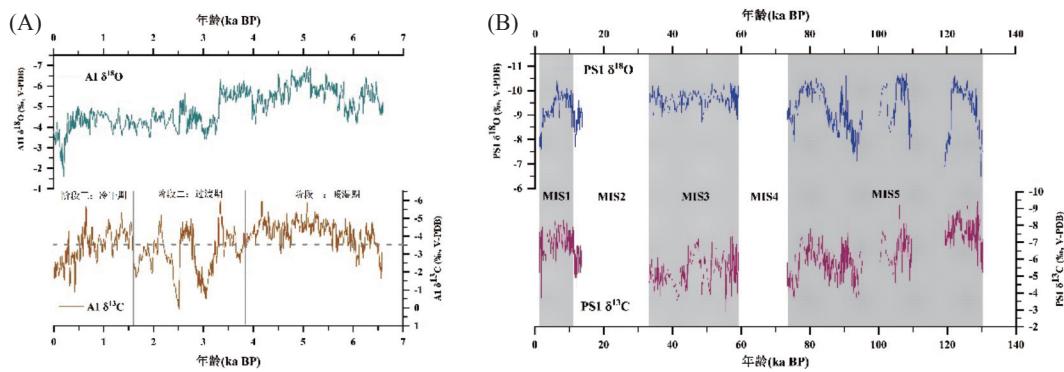 (A)
年龄(ka BP)
0 1 2 3 4 5 6 7
A1 δ¹⁸O
A1 δ¹⁸O (‰, V-PDB)
-7
-6
-5
-4
-3
-2
-1
阶段三:冷干期 阶段二:过渡期 阶段一:暖湿期
A1 δ¹³C
A1 δ¹³C (‰, V-PDB)
-6
-5
-4
-3
-2
-1
0
1
0 1 2 3 4 5 6 7
年龄(ka BP)
(B)
年龄(ka BP)
0 20 40 60 80 100 120 140
PS1 δ¹⁸O
PS1 δ¹⁸O (‰, V-PDB)
-11
-10
-9
-8
-7
-6
MIS1 MIS2 MIS3 MIS4 MIS5
PS1 δ¹³C
PS1 δ¹³C (‰, V-PDB)
-10
-9
-8
-7
-6
-5
-4
-3
-2
0 20 40 60 80 100 120 140
年龄(ka BP)